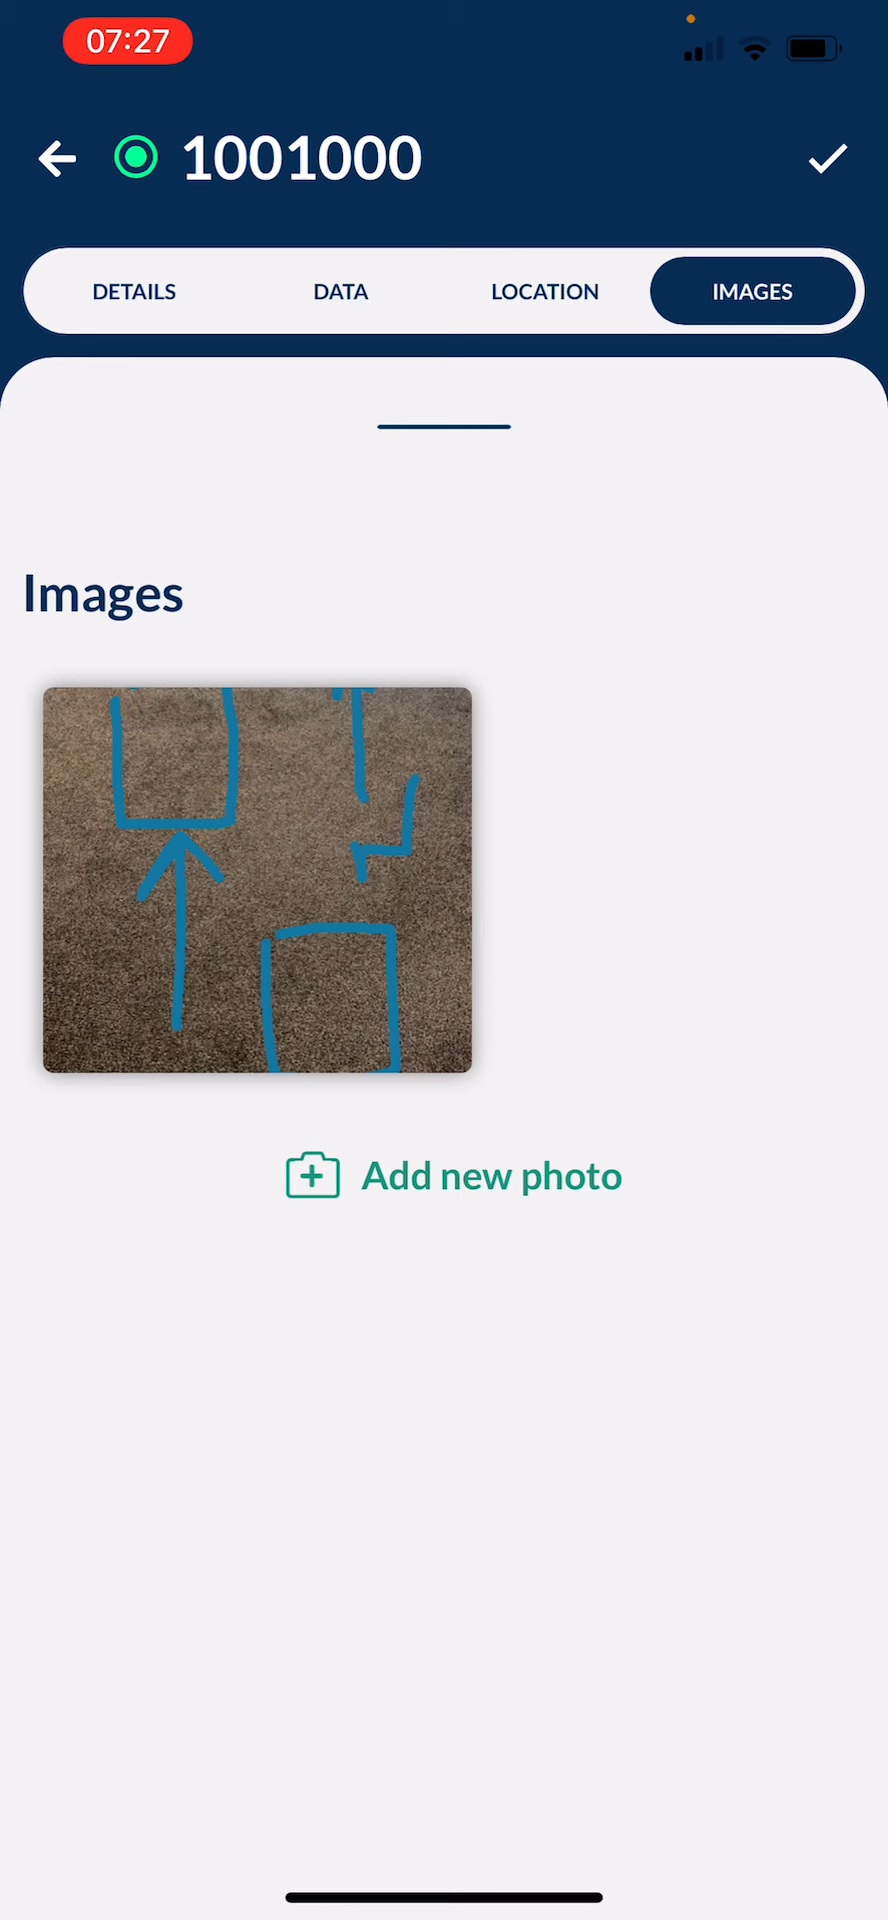 07:27
1001000
DETAILS DATA LOCATION IMAGES
Images
Add new photo